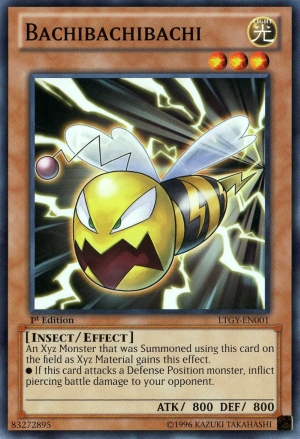 BACHIBACHIBACHI
LIGHT
光
1st Edition
LTGY-EN001
[INSECT/EFFECT]
An Xyz Monster that was Summoned using this card on
the field as Xyz Material gains this effect.
● If this card attacks a Defense Position monster, inflict
piercing battle damage to your opponent.
ATK/ 800 DEF/ 800
83272895
©1996 KAZUKI TAKAHASHI